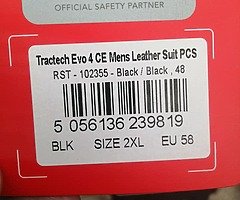 OFFICIAL SAFETY PARTNER
Tractech Evo 4 CE Mens Leather Suit PCS
RST - 102355 - Black / Black , 48
5 056136 239819
BLK SIZE 2XL EU 58